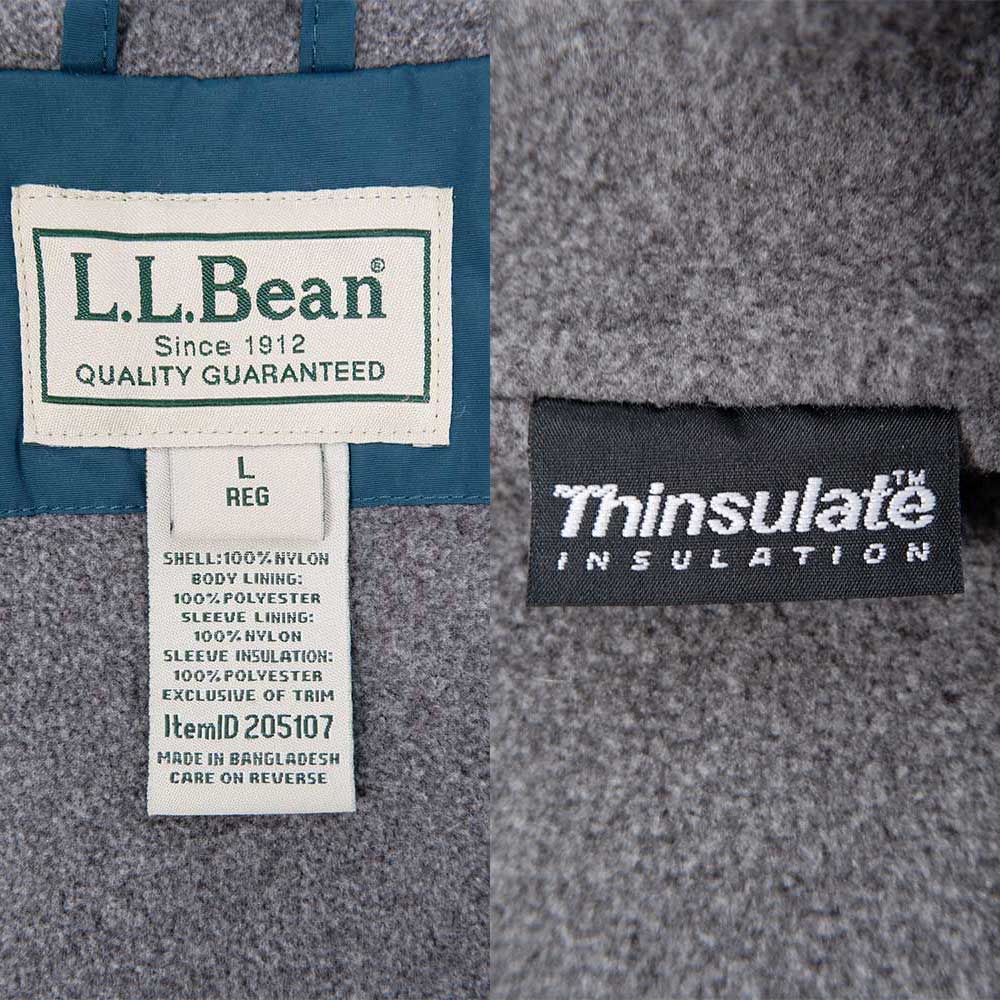 L.L.Bean®
Since 1912
QUALITY GUARANTEED
L
REG
SHELL:100% NYLON
BODY LINING:
100% POLYESTER
SLEEVE LINING:
100% NYLON
SLEEVE INSULATION:
100% POLYESTER
EXCLUSIVE OF TRIM
ItemID 205107
MADE IN BANGLADESH
CARE ON REVERSE
Thinsulate™
INSULATION